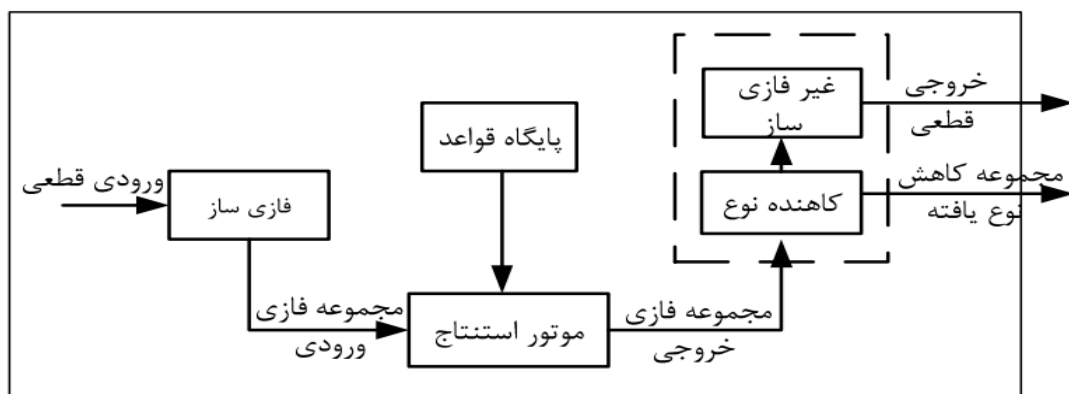 ورودی قطعی
فازی ساز
مجموعه فازی
ورودی
پایگاه قواعد
موتور استنتاج
مجموعه فازی
خروجی
کاهنده نوع
غیر فازی
ساز
خروجی
قطعی
مجموعه کاهش
نوع یافته